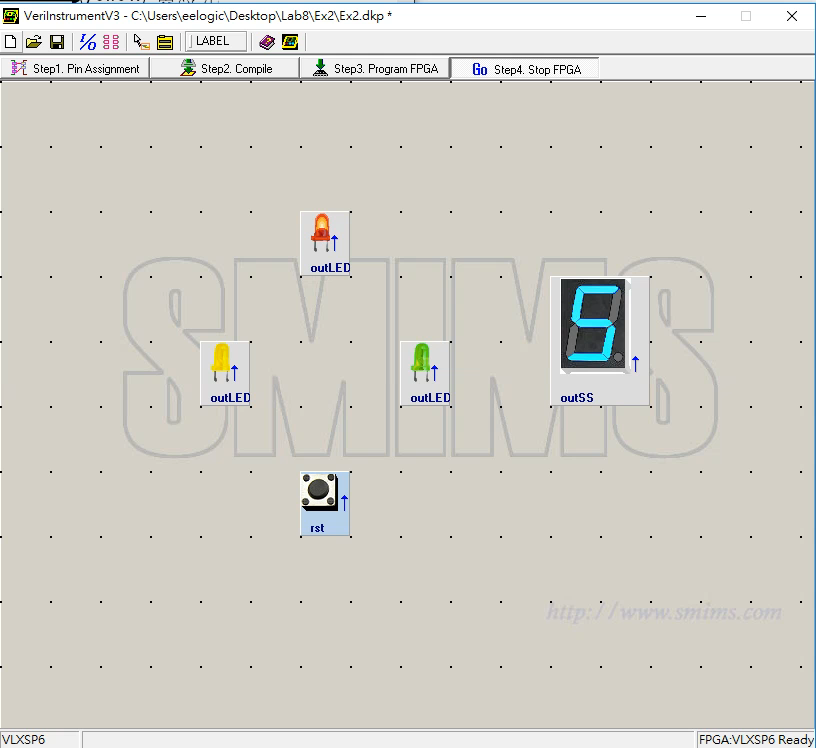 VeriInstrumentV3 - C:\Users\eelogic\Desktop\Lab8\Ex2\Ex2.dkp *
I/O LABEL
Step1. Pin Assignment Step2. Compile Step3. Program FPGA Go Step4. Stop FPGA
outLED
SMIMS
5
outLED outLED outSS
rst
http://www.smims.com
VLXSP6 FPGA:VLXSP6 Ready